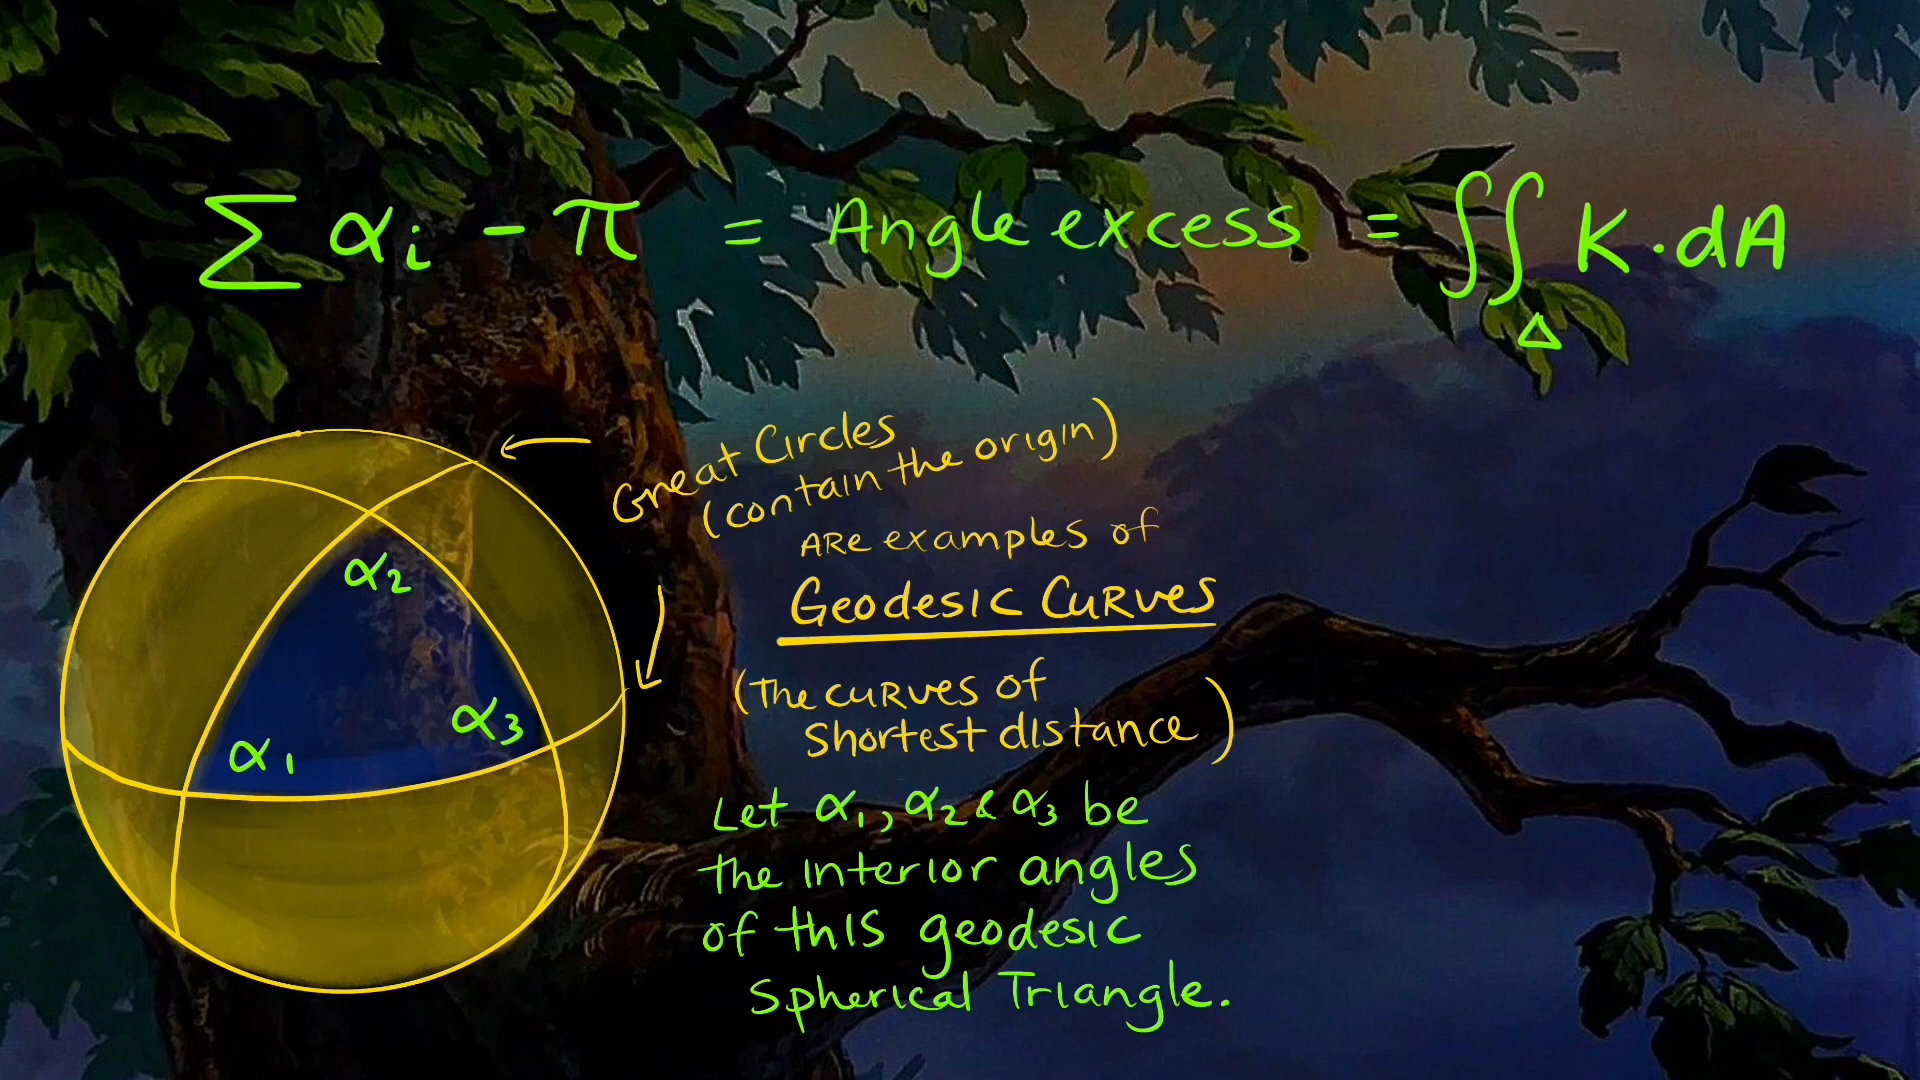 ∑ αi - π = Angle excess = ∬ K·dA
Δ
Great Circles
(contain the origin)
ARe examples of
Geodesic Curves
(The curves of
Shortest distance)
α2
α3
α1
Let α1, α2 & α3 be
the interior angles
of this geodesic
Spherical Triangle.